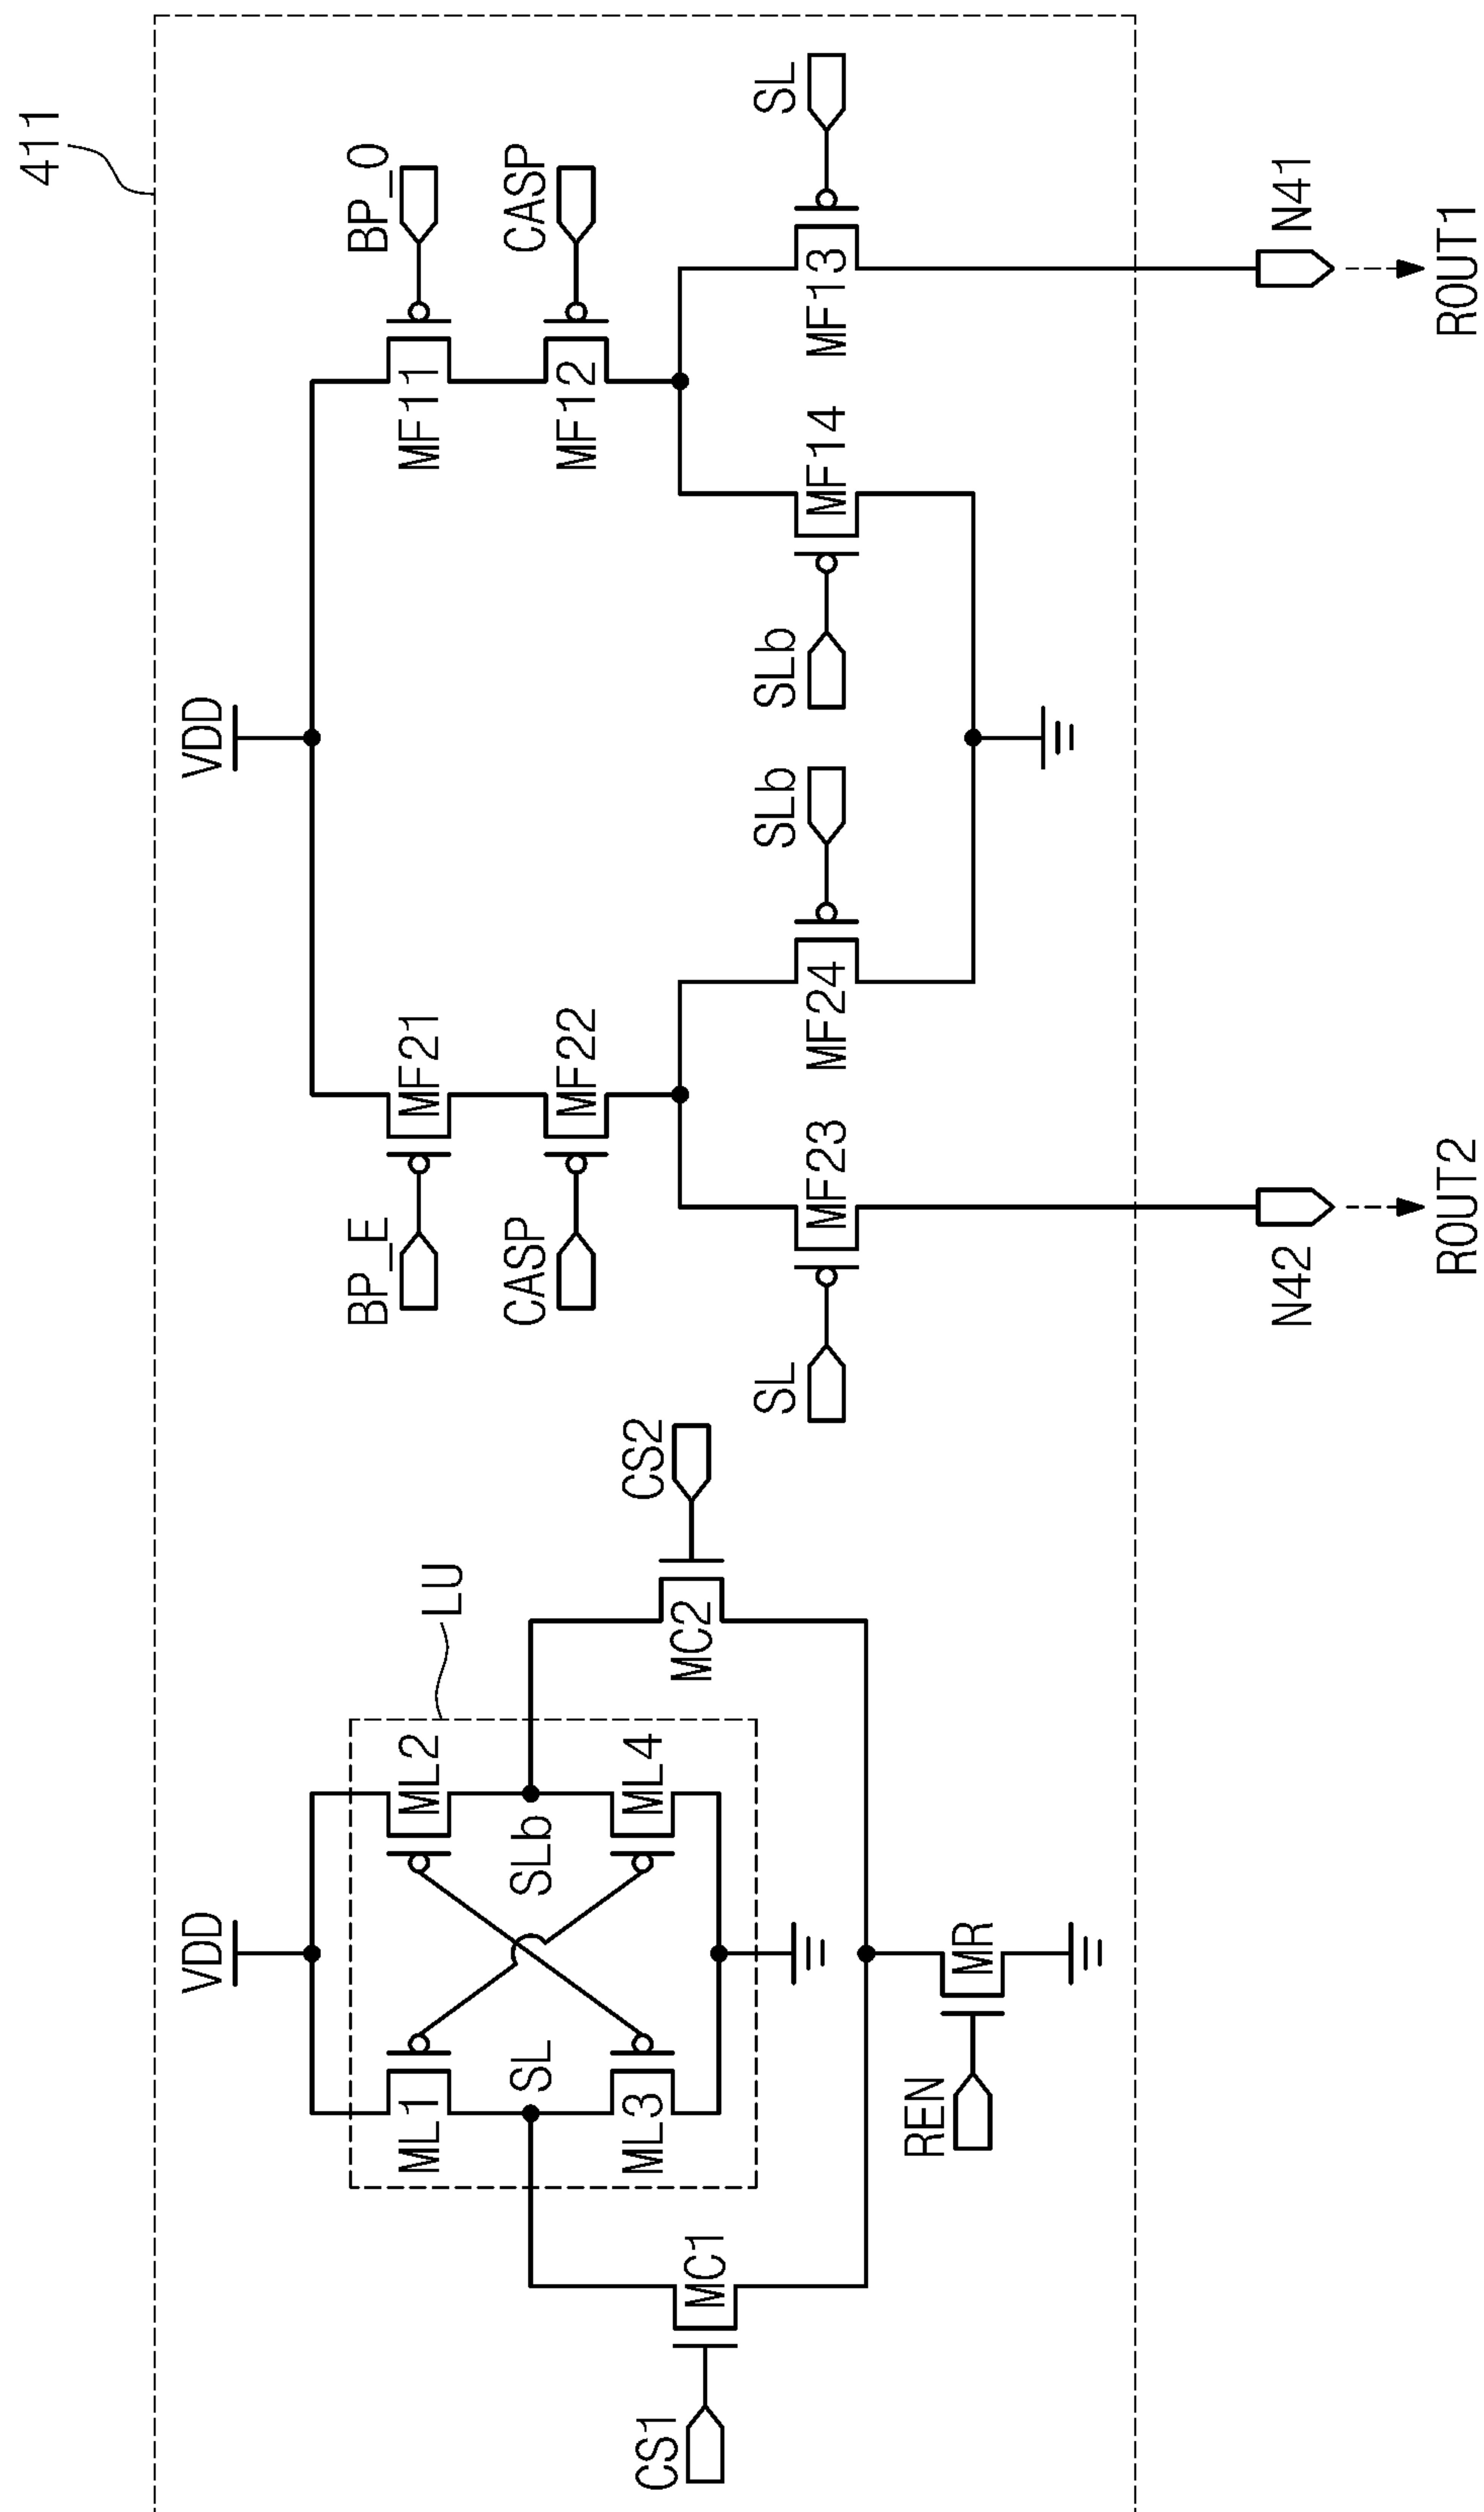 411
VDD
BP_E
MF21
MF11
BP_O
CASP
MF22
MF12
CASP
SL
MF23
MF24
SLb
SLb
MF14
MF13
SL
N42
N41
ROUT2
ROUT1
VDD
LU
ML1
ML2
SL
SLb
ML3
ML4
CS1
MC1
MC2
CS2
REN
MR